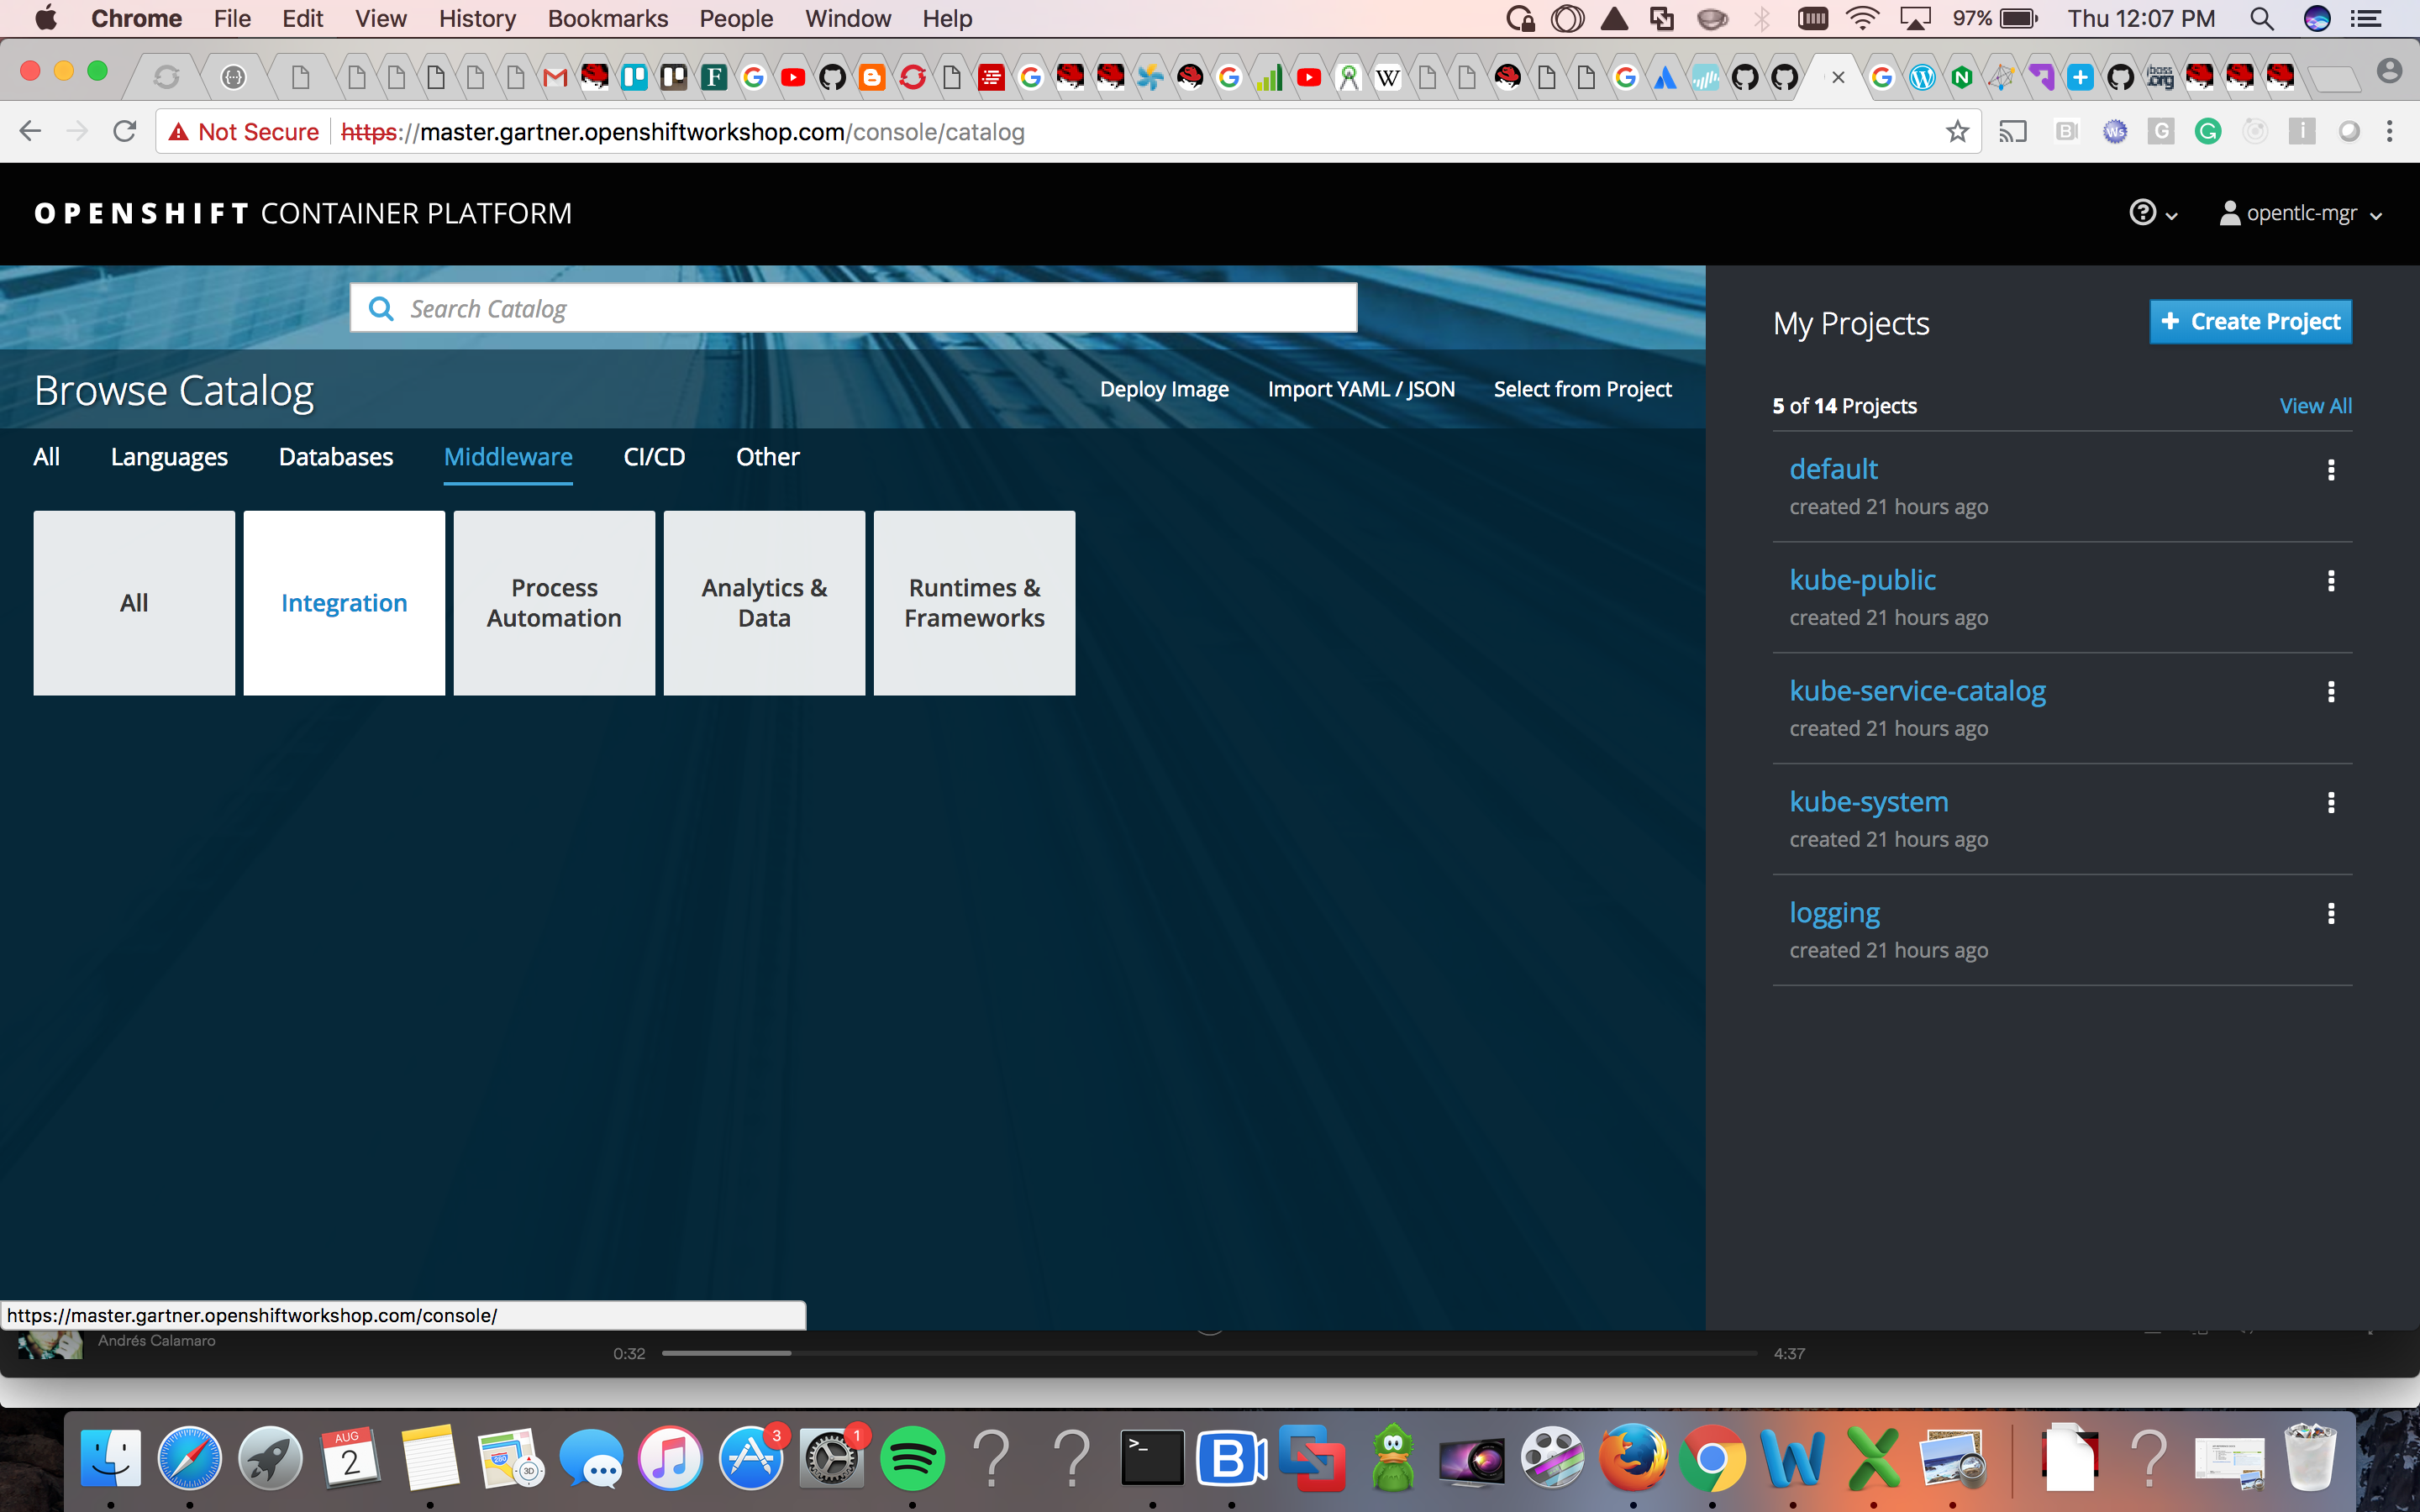 Chrome File Edit View History Bookmarks People Window Help 97% Thu 12:07 PM
Not Secure https://master.gartner.openshiftworkshop.com/console/catalog
OPENSHIFT CONTAINER PLATFORM
opentlc-mgr
Search Catalog
Browse Catalog
Deploy Image Import YAML / JSON Select from Project
All Languages Databases Middleware CI/CD Other
All
Integration
Process
Automation
Analytics &
Data
Runtimes &
Frameworks
My Projects
+ Create Project
5 of 14 Projects View All
default
created 21 hours ago
kube-public
created 21 hours ago
kube-service-catalog
created 21 hours ago
kube-system
created 21 hours ago
logging
created 21 hours ago
https://master.gartner.openshiftworkshop.com/console/
Andrés Calamaro
0:32 4:37
AUG
2
280
3D
3
1